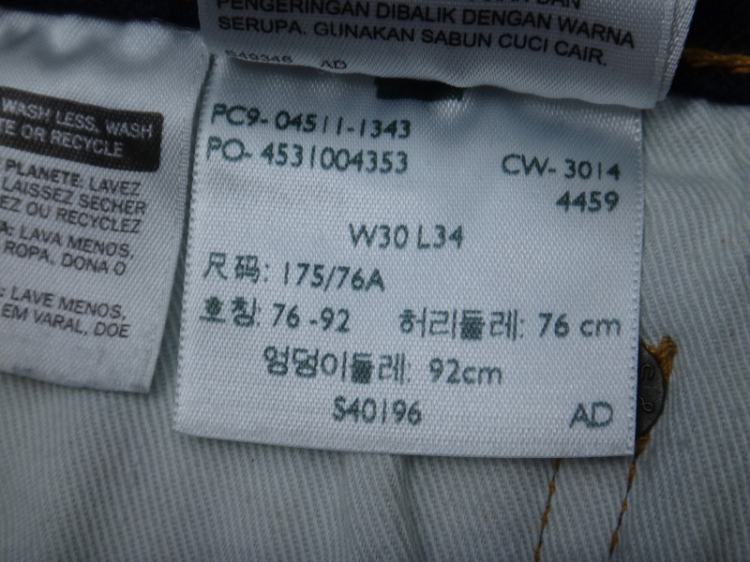 PENGERINGAN DIBALIK DENGAN WARNA
SERUPA. GUNAKAN SABUN CUCI CAIR.
S49346 AD
WASH LESS, WASH
OR RECYCLE
PLANETE: LAVEZ
LAISSEZ SECHER
EZ OU RECYCLEZ
LAVA MENOS,
ROPA, DONA O
LAVE MENOS,
EM VARAL, DOE
PC9-04511-1343
PO-4531004353
CW-3014
4459
W30 L34
尺码: 175/76A
호칭: 76-92 허리둘레: 76 cm
엉덩이둘레: 92cm
S40196 AD